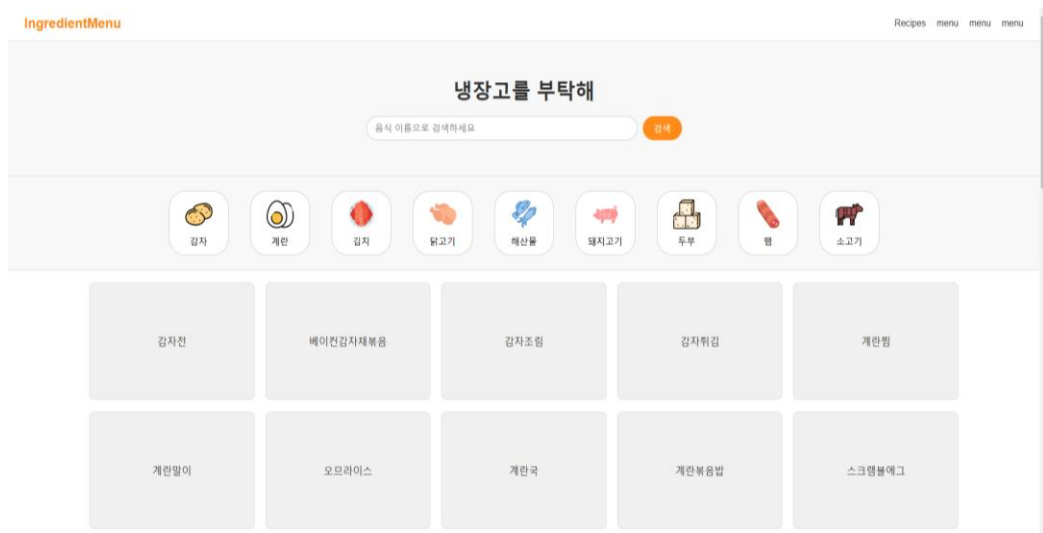 IngredientMenu
Recipes menu menu menu
냉장고를 부탁해
음식 이름으로 검색하세요
검색
감자 계란 김치 닭고기 해산물 돼지고기 두부 햄 소고기
감자전 베이컨감자채볶음 감자조림 감자튀김 계란찜
계란말이 오므라이스 계란국 계란볶음밥 스크램블에그